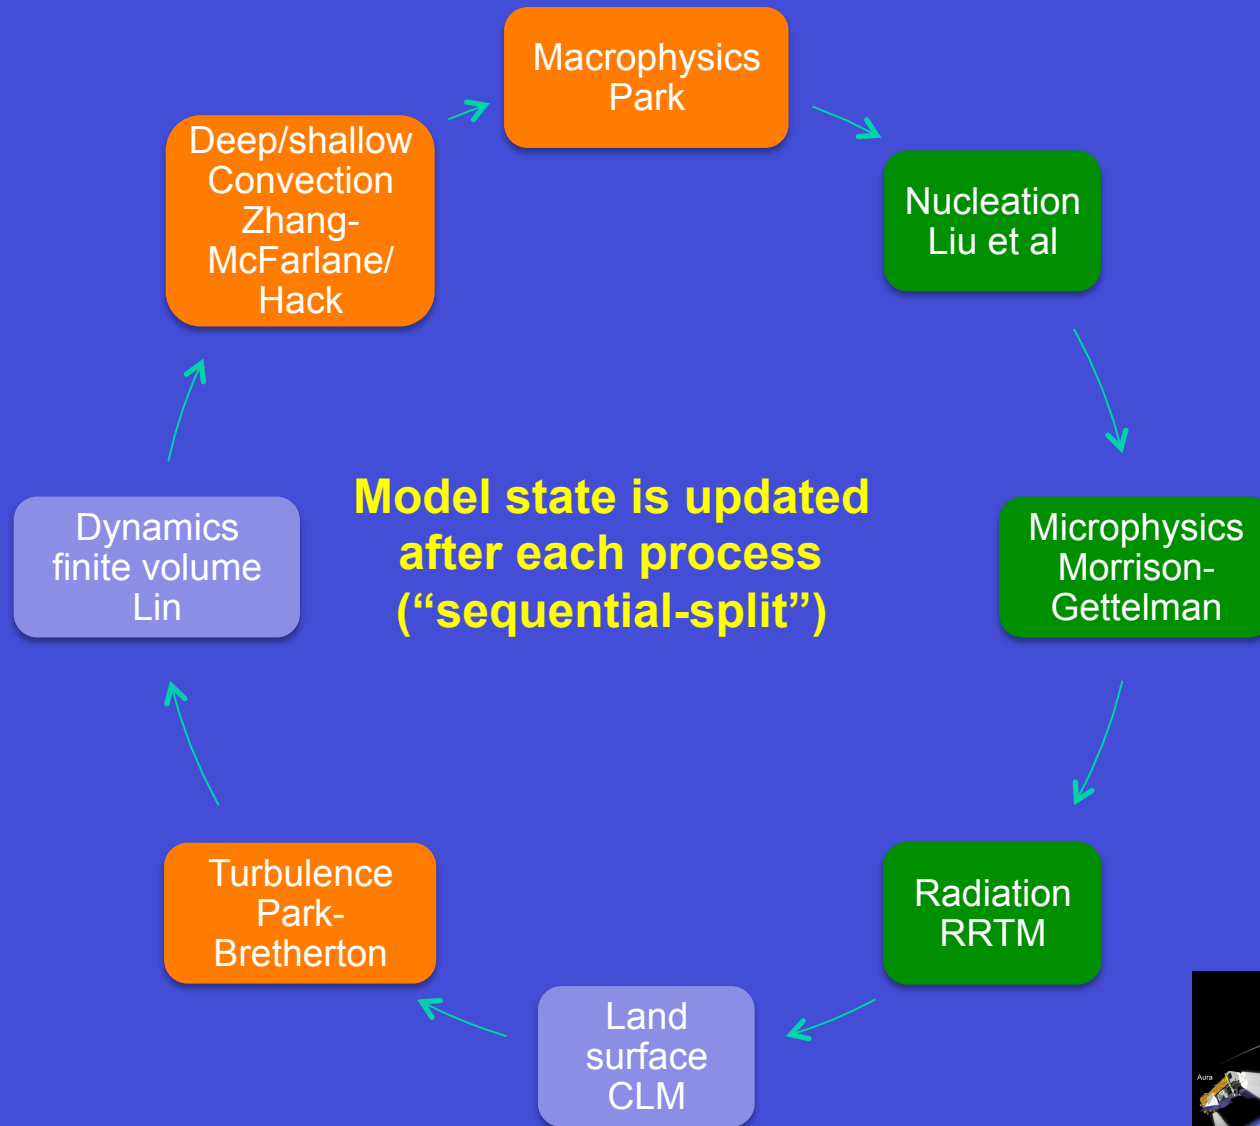 Macrophysics
Park
Deep/shallow
Convection
Zhang-
McFarlane/
Hack
Nucleation
Liu et al
Model state is updated
after each process
(“sequential-split”)
Dynamics
finite volume
Lin
Microphysics
Morrison-
Gettelman
Turbulence
Park-
Bretherton
Radiation
RRTM
Land
surface
CLM
Aura